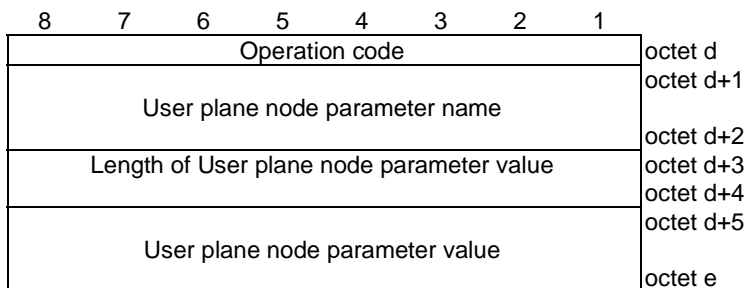 8 7 6 5 4 3 2 1
Operation code octet d
octet d+1
User plane node parameter name
octet d+2
Length of User plane node parameter value octet d+3
octet d+4
octet d+5
User plane node parameter value
octet e